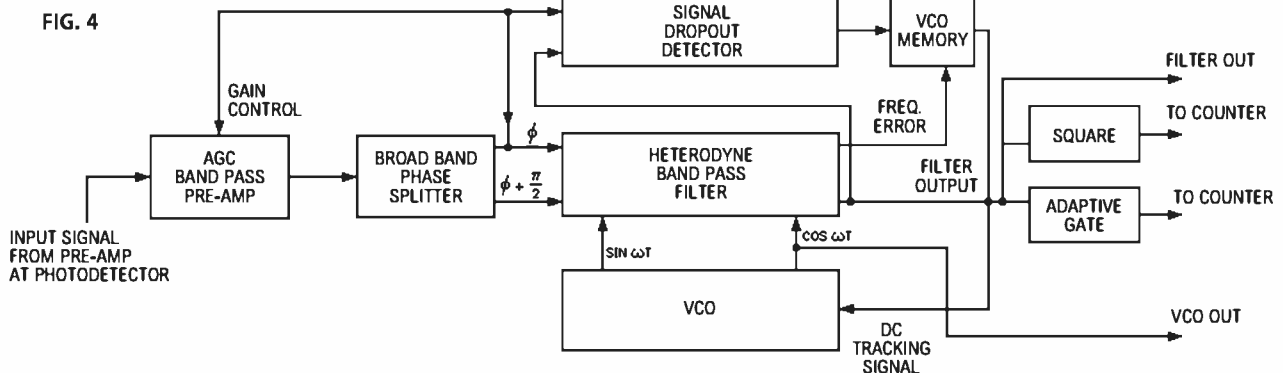 FIG. 4
SIGNAL
DROPOUT
DETECTOR
VCO
MEMORY
FILTER OUT
GAIN
CONTROL
FREQ.
ERROR
TO COUNTER
SQUARE
AGC
BAND PASS
PRE-AMP
BROAD BAND
PHASE
SPLITTER
ϕ
ϕ + π/2
HETERODYNE
BAND PASS
FILTER
FILTER
OUTPUT
ADAPTIVE
GATE
TO COUNTER
INPUT SIGNAL
FROM PRE-AMP
AT PHOTODETECTOR
SIN ωT
COS ωT
VCO
DC
TRACKING
SIGNAL
VCO OUT